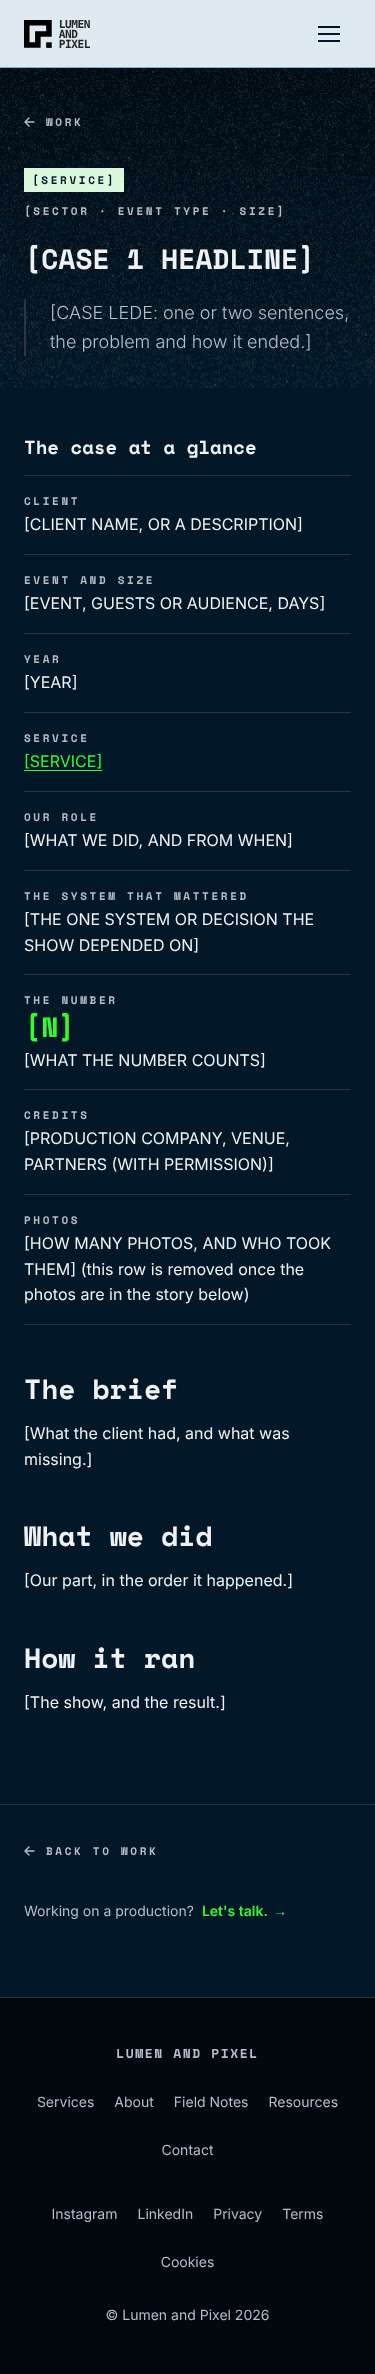 LUMEN
AND
PIXEL
← WORK
[SERVICE]
[SECTOR · EVENT TYPE · SIZE]
[CASE 1 HEADLINE]
[CASE LEDE: one or two sentences,
the problem and how it ended.]
The case at a glance
CLIENT
[CLIENT NAME, OR A DESCRIPTION]
EVENT AND SIZE
[EVENT, GUESTS OR AUDIENCE, DAYS]
YEAR
[YEAR]
SERVICE
[SERVICE]
OUR ROLE
[WHAT WE DID, AND FROM WHEN]
THE SYSTEM THAT MATTERED
[THE ONE SYSTEM OR DECISION THE
SHOW DEPENDED ON]
THE NUMBER
[N]
[WHAT THE NUMBER COUNTS]
CREDITS
[PRODUCTION COMPANY, VENUE,
PARTNERS (WITH PERMISSION)]
PHOTOS
[HOW MANY PHOTOS, AND WHO TOOK
THEM] (this row is removed once the
photos are in the story below)
The brief
[What the client had, and what was
missing.]
What we did
[Our part, in the order it happened.]
How it ran
[The show, and the result.]
← BACK TO WORK
Working on a production? Let's talk. →
LUMEN AND PIXEL
Services About Field Notes Resources
Contact
Instagram LinkedIn Privacy Terms
Cookies
© Lumen and Pixel 2026